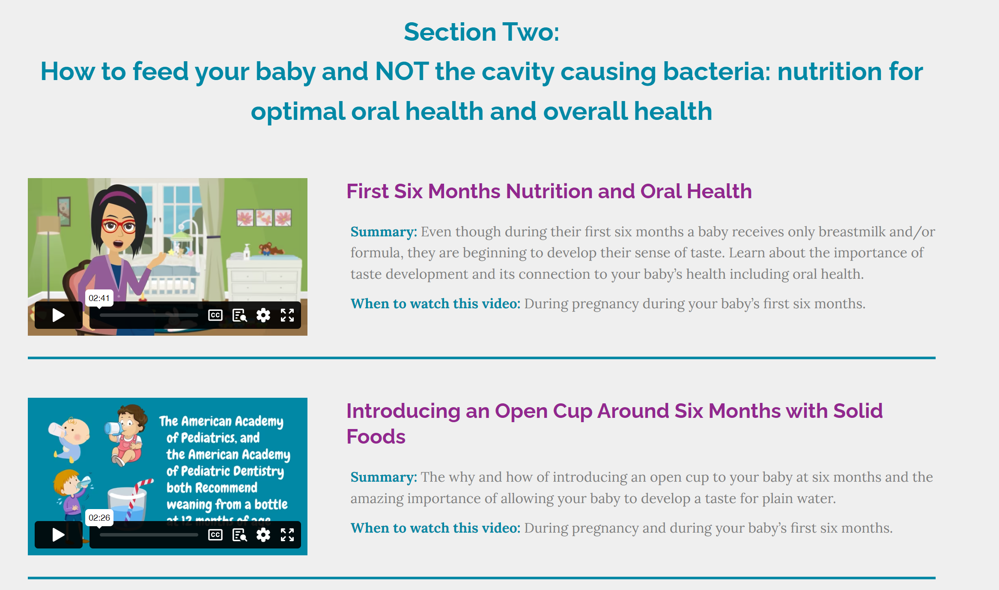 Section Two:
How to feed your baby and NOT the cavity causing bacteria: nutrition for
optimal oral health and overall health
First Six Months Nutrition and Oral Health
Summary: Even though during their first six months a baby receives only breastmilk and/or
formula, they are beginning to develop their sense of taste. Learn about the importance of
taste development and its connection to your baby’s health including oral health.
When to watch this video: During pregnancy during your baby’s first six months.
02:41
CC
The American Academy
of Pediatrics, and
the American Academy
of Pediatric Dentistry
both Recommend
weaning from a bottle
at 12 months of age
02:26
CC
Introducing an Open Cup Around Six Months with Solid
Foods
Summary: The why and how of introducing an open cup to your baby at six months and the
amazing importance of allowing your baby to develop a taste for plain water.
When to watch this video: During pregnancy and during your baby’s first six months.